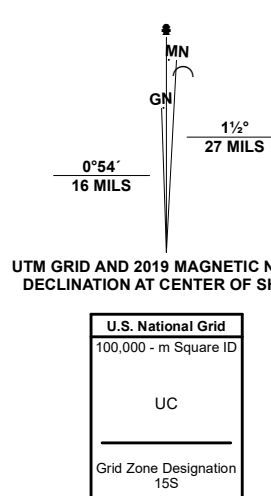 MN
GN
1½°
27 MILS
0°54´
16 MILS
UTM GRID AND 2019 MAGNETIC N
DECLINATION AT CENTER OF SH
U.S. National Grid
100,000 - m Square ID
UC
Grid Zone Designation
15S